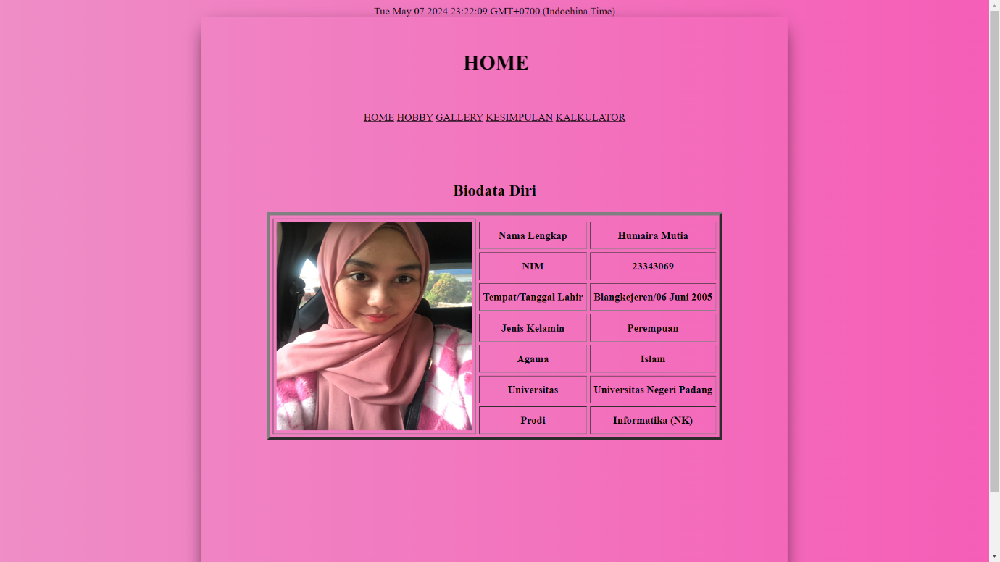 Tue May 07 2024 23:22:09 GMT+0700 (Indochina Time)
HOME
HOME HOBBY GALLERY KESIMPULAN KALKULATOR
Biodata Diri
Nama Lengkap Humaira Mutia
NIM 23343069
Tempat/Tanggal Lahir Blangkejeren/06 Juni 2005
Jenis Kelamin Perempuan
Agama Islam
Universitas Universitas Negeri Padang
Prodi Informatika (NK)